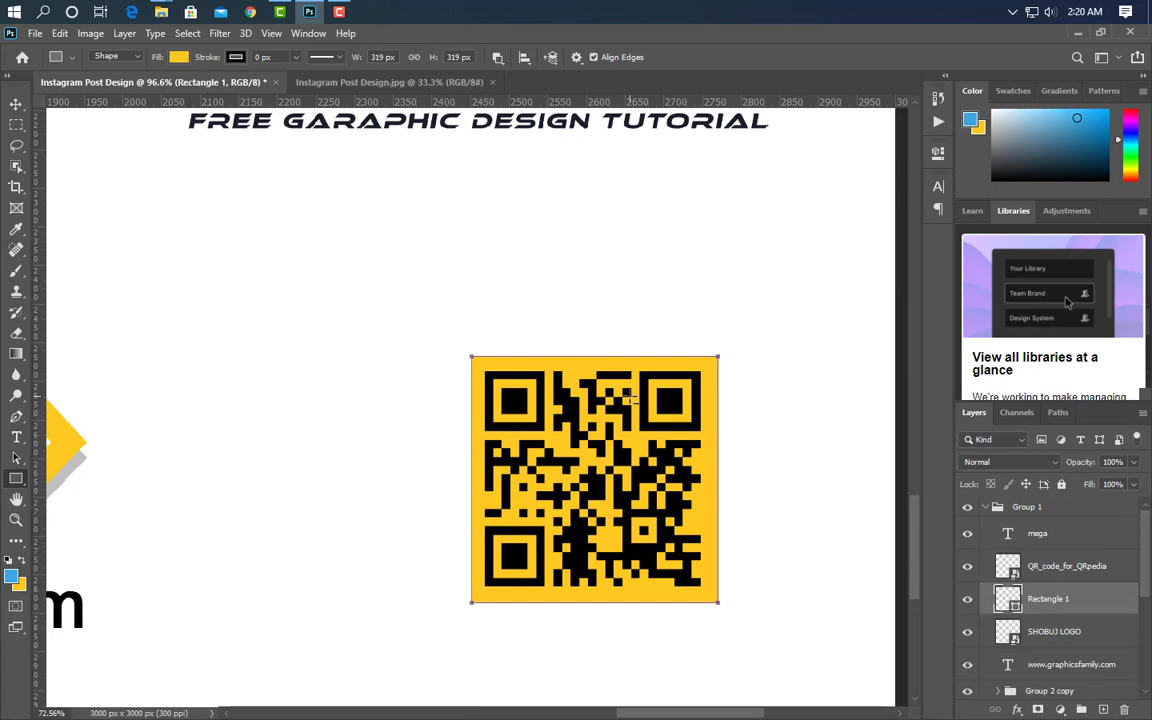 2:20 AM
File Edit Image Layer Type Select Filter 3D View Window Help
Shape Fill: Stroke: 0 px W: 319 px H: 319 px Align Edges
Instagram Post Design @ 96.6% (Rectangle 1, RGB/8) * × Instagram Post Design.jpg @ 33.3% (RGB/8#) ×
1900 1950 2000 2050 2100 2150 2200 2250 2300 2350 2400 2450 2500 2550 2600 2650 2700 2750 2800 2850 2900 2950 30
Color Swatches Gradients Patterns
FREE GARAPHIC DESIGN TUTORIAL
Learn Libraries Adjustments
Your Library
Team Brand
Design System
View all libraries at a
glance
We're working to make managing
Layers Channels Paths
Kind
Normal Opacity: 100%
Lock: Fill: 100%
Group 1
mega
QR_code_for_QRpedia
Rectangle 1
SHOBUJ LOGO
www.graphicsfamily.com
Group 2 copy
m
72.56% 3000 px x 3000 px (300 ppi)